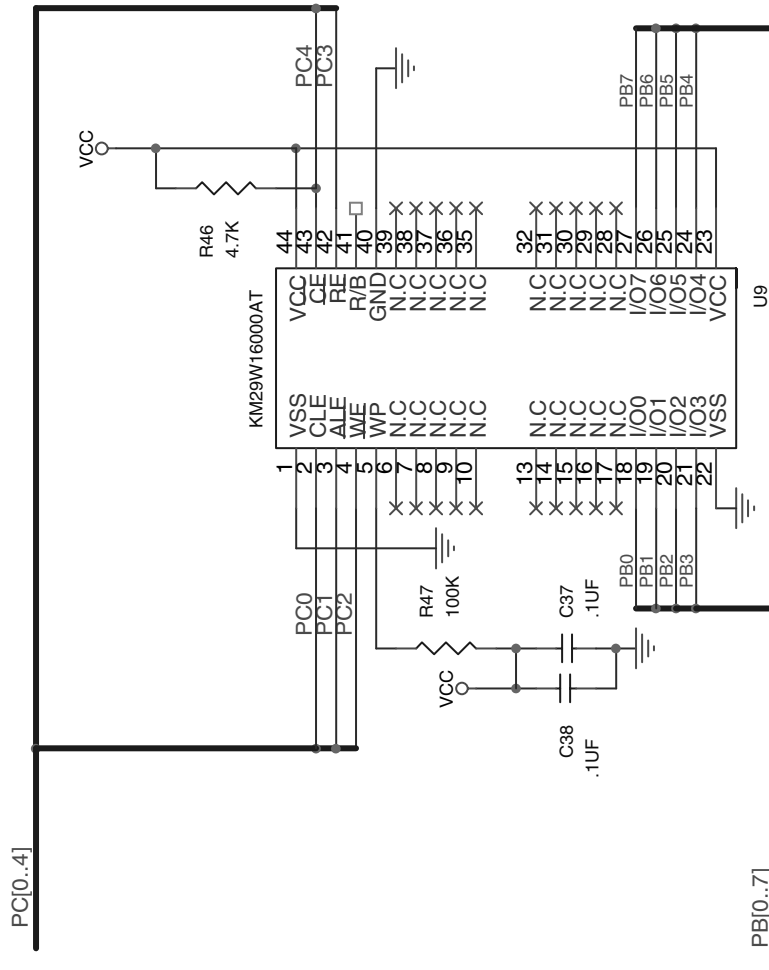 PC[0..4]
PB[0..7]
PC4
PC3
VCC
R46
4.7K
KM29W16000AT
U9
44
43
42
41
40
39
38
37
36
35
32
31
30
29
28
27
26
25
24
23
VCC
CE
RE
R/B
GND
N.C
N.C
N.C
N.C
N.C
N.C
N.C
N.C
N.C
N.C
I/O7
I/O6
I/O5
I/O4
VCC
PB7
PB6
PB5
PB4
VSS
CLE
ALE
WE
WP
N.C
N.C
N.C
N.C
N.C
N.C
N.C
N.C
N.C
N.C
I/O0
I/O1
I/O2
I/O3
VSS
1
2
3
4
5
6
7
8
9
10
13
14
15
16
17
18
19
20
21
22
PC0
PC1
PC2
R47
100K
VCC
C37
.1UF
C38
.1UF
PB0
PB1
PB2
PB3